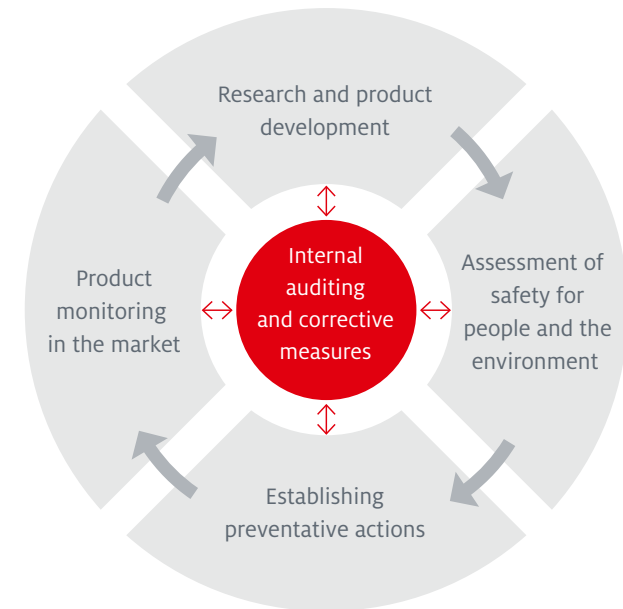 Research and product
development
Assessment of
safety for
people and the
environment
Establishing
preventative actions
Product
monitoring
in the market
Internal
auditing
and corrective
measures